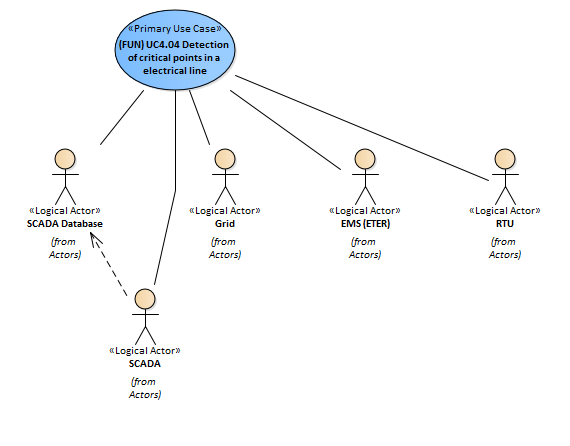 «Primary Use Case»
(FUN) UC4.04 Detection
of critical points in a
electrical line
«Logical Actor»
SCADA Database
(from
Actors)
«Logical Actor»
Grid
(from
Actors)
«Logical Actor»
EMS (ETER)
(from
Actors)
«Logical Actor»
RTU
(from
Actors)
«Logical Actor»
SCADA
(from
Actors)